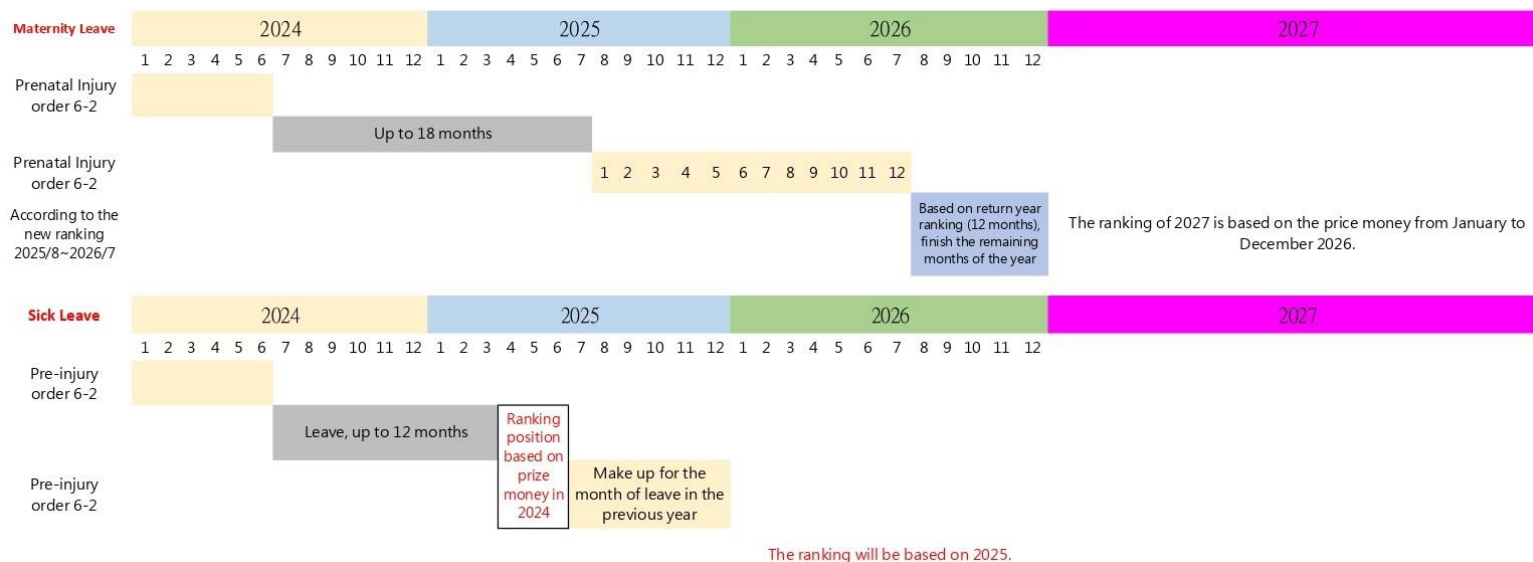 Maternity Leave 2024 2025 2026 2027
1 2 3 4 5 6 7 8 9 10 11 12 1 2 3 4 5 6 7 8 9 10 11 12 1 2 3 4 5 6 7 8 9 10 11 12
Prenatal Injury
order 6-2
Up to 18 months
Prenatal Injury
order 6-2
1 2 3 4 5 6 7 8 9 10 11 12
According to the
new ranking
2025/8~2026/7
Based on return year
ranking (12 months),
finish the remaining
months of the year
The ranking of 2027 is based on the price money from January to
December 2026.
Sick Leave 2024 2025 2026 2027
1 2 3 4 5 6 7 8 9 10 11 12 1 2 3 4 5 6 7 8 9 10 11 12 1 2 3 4 5 6 7 8 9 10 11 12
Pre-injury
order 6-2
Leave, up to 12 months
Ranking
position
based on
prize
money in
2024
Pre-injury
order 6-2
Make up for the
month of leave in the
previous year
The ranking will be based on 2025.